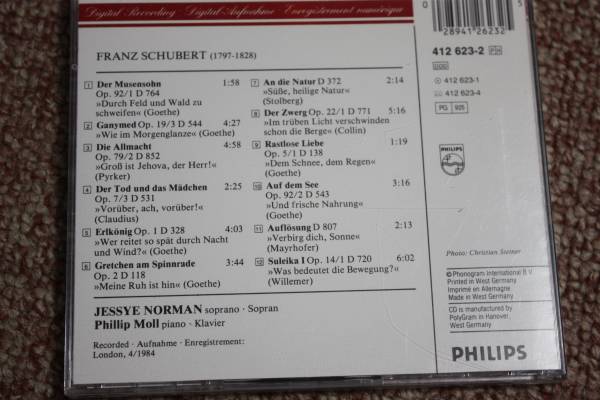 Digital Recording · Digital-Aufnahme · Enregistrement numérique
FRANZ SCHUBERT (1797-1828)
1 Der Musensohn 1:58
Op. 92/1 D 764
»Durch Feld und Wald zu
schweifen« (Goethe)
2 Ganymed Op. 19/3 D 544 4:27
»Wie im Morgenglanze« (Goethe)
3 Die Allmacht 4:58
Op. 79/2 D 852
»Groß ist Jehova, der Herr!«
(Pyrker)
4 Der Tod und das Mädchen 2:25
Op. 7/3 D 531
»Vorüber, ach, vorüber!«
(Claudius)
5 Erlkönig Op. 1 D 328 4:03
»Wer reitet so spät durch Nacht
und Wind?« (Goethe)
6 Gretchen am Spinnrade 3:44
Op. 2 D 118
»Meine Ruh ist hin« (Goethe)
7 An die Natur D 372 2:14
»Süße, heilige Natur«
(Stolberg)
8 Der Zwerg Op. 22/1 D 771 5:16
»Im trüben Licht verschwinden
schon die Berge« (Collin)
9 Rastlose Liebe 1:19
Op. 5/1 D 138
»Dem Schnee, dem Regen«
(Goethe)
10 Auf dem See 3:16
Op. 92/2 D 543
»Und frische Nahrung«
(Goethe)
11 Auflösung D 807 2:13
»Verbirg dich, Sonne«
(Mayrhofer)
12 Suleika I Op. 14/1 D 720 6:02
»Was bedeutet die Bewegung?«
(Willemer)
JESSYE NORMAN soprano · Sopran
Phillip Moll piano · Klavier
Recorded · Aufnahme · Enregistrement:
London, 4/1984
0 28941 26232 5
412 623-2 PH
DDD
412 623-1
412 623-4
PG 925
PHILIPS
Photo: Christian Steiner
℗ Phonogram International B.V.
Printed in West Germany
Imprimé en Allemagne
Made in West Germany
CD is manufactured by
PolyGram in Hanover,
West Germany
PHILIPS